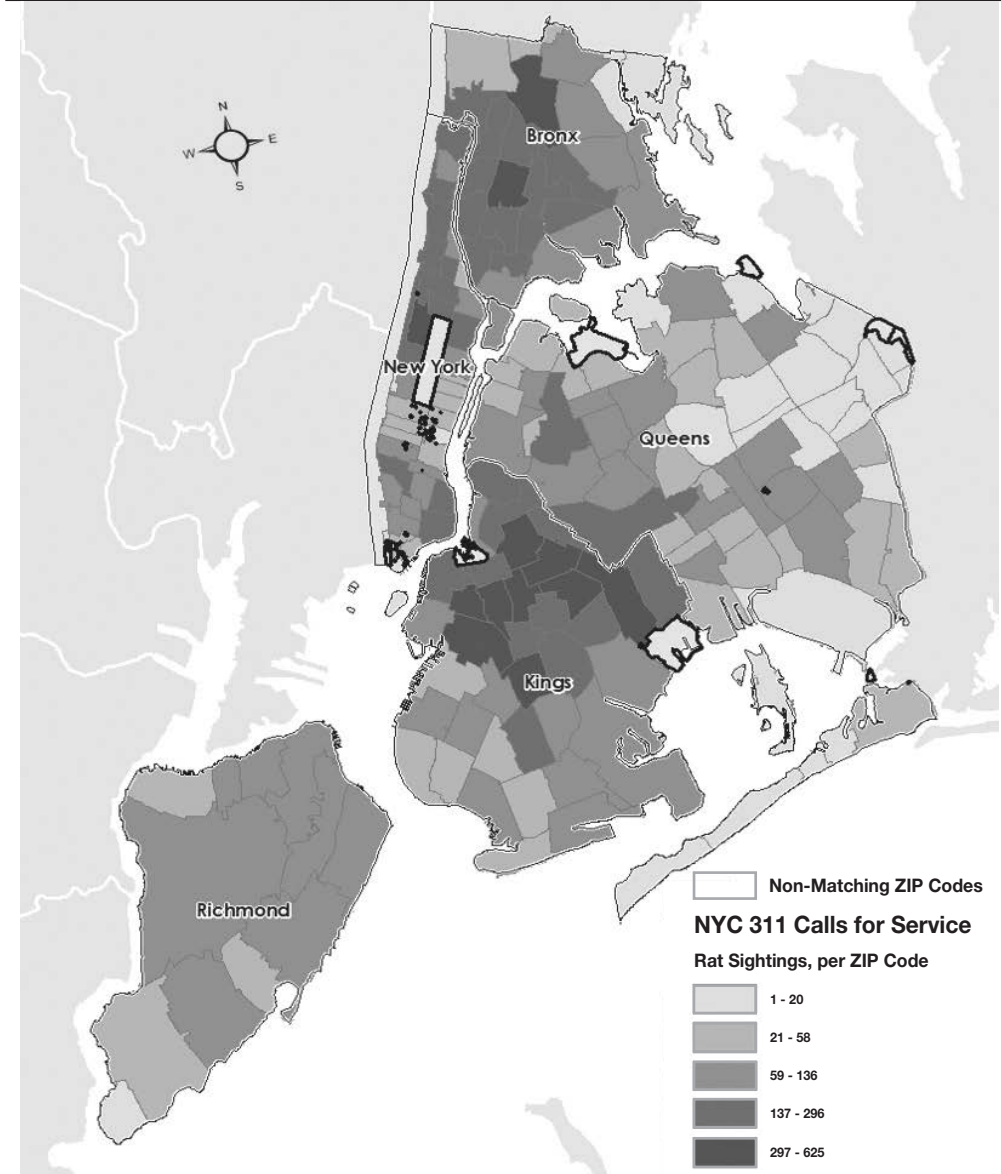 N
W
E
S
Bronx
New York
Queens
Kings
Richmond
Non-Matching ZIP Codes
NYC 311 Calls for Service
Rat Sightings, per ZIP Code
1 - 20
21 - 58
59 - 136
137 - 296
297 - 625